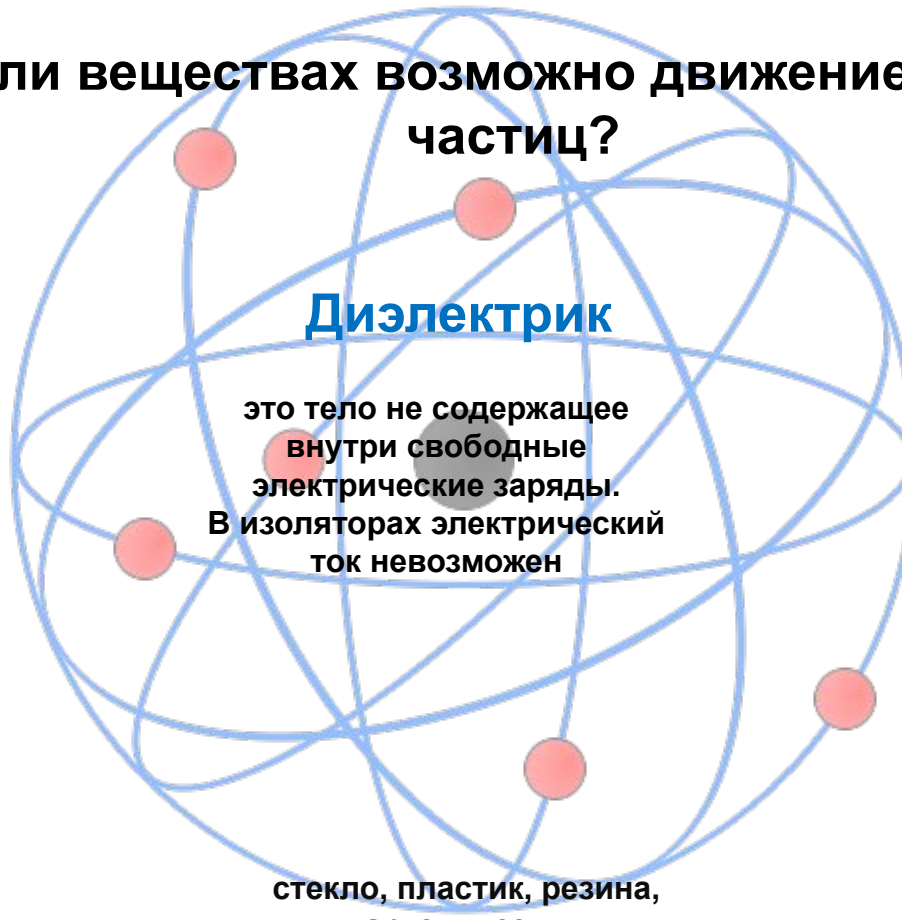 ли веществах возможно движение
частиц?
Диэлектрик
это тело не содержащее
внутри свободные
электрические заряды.
В изоляторах электрический
ток невозможен
стекло, пластик, резина,